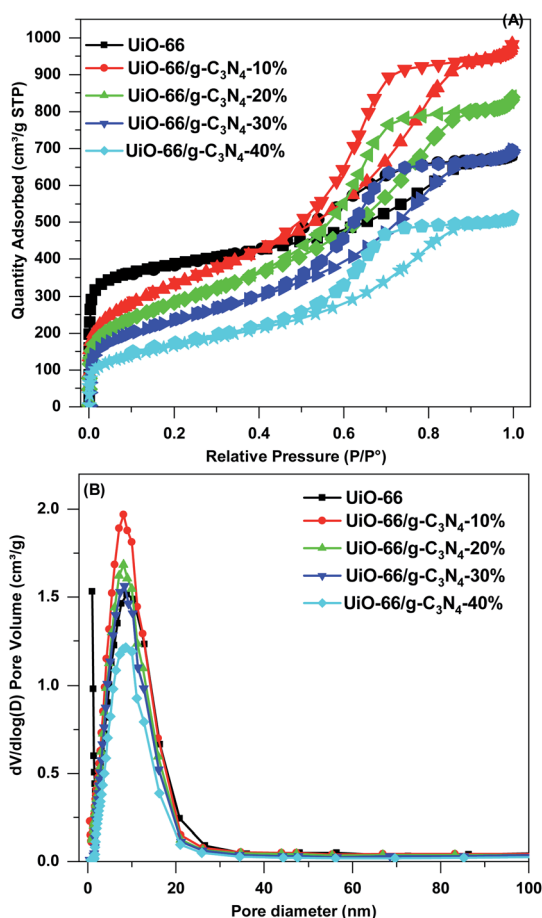 (A)
1000
900
800
700
600
500
400
300
200
100
0
Quantity Adsorbed (cm³/g STP)
UiO-66
UiO-66/g-C₃N₄-10%
UiO-66/g-C₃N₄-20%
UiO-66/g-C₃N₄-30%
UiO-66/g-C₃N₄-40%
0.0 0.2 0.4 0.6 0.8 1.0
Relative Pressure (P/P°)
(B)
2.0
1.5
1.0
0.5
0.0
dV/dlog(D) Pore Volume (cm³/g)
UiO-66
UiO-66/g-C₃N₄-10%
UiO-66/g-C₃N₄-20%
UiO-66/g-C₃N₄-30%
UiO-66/g-C₃N₄-40%
0 20 40 60 80 100
Pore diameter (nm)